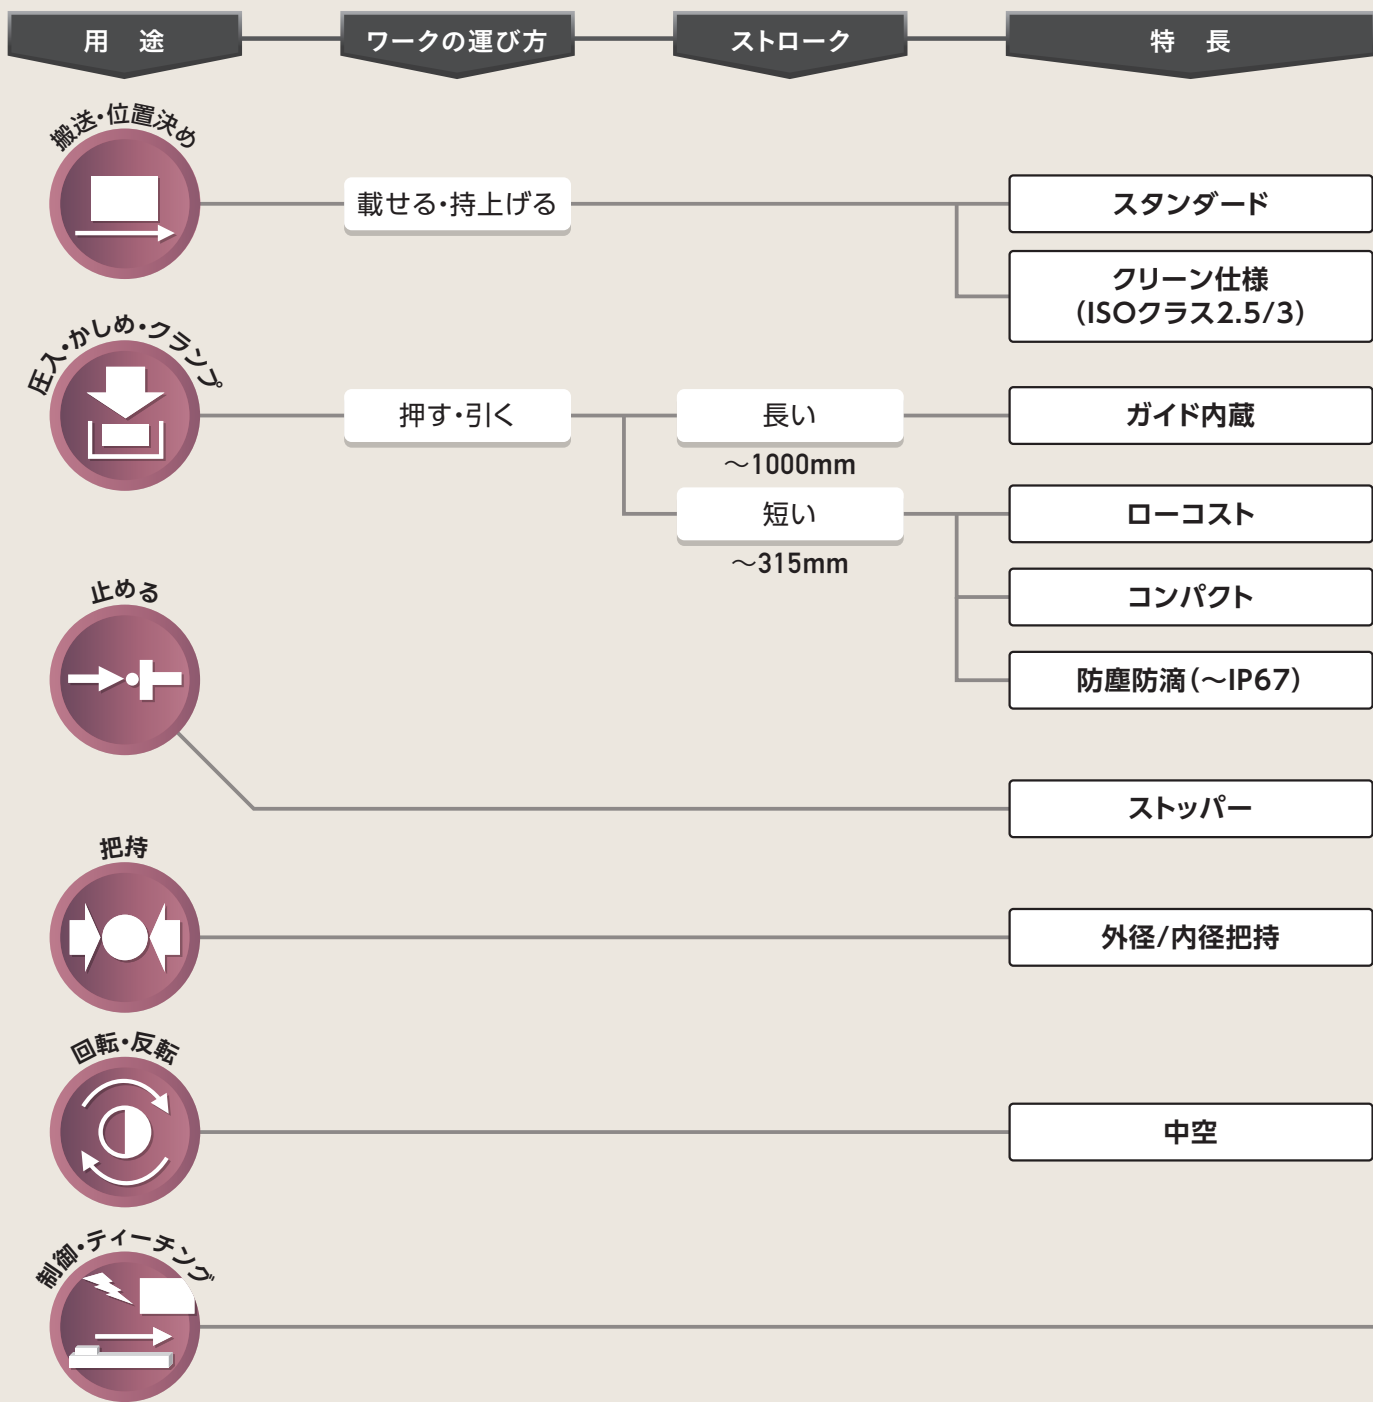 用 途
ワークの運び方
ストローク
特 長
搬送・位置決め
載せる・持上げる
スタンダード
クリーン仕様
(ISOクラス2.5/3)
圧入・かしめ・クランプ
押す・引く
長い
～1000mm
ガイド内蔵
短い
～315mm
ローコスト
コンパクト
防塵防滴(～IP67)
止める
ストッパー
把持
外径/内径把持
回転・反転
中空
制御・ティーチング